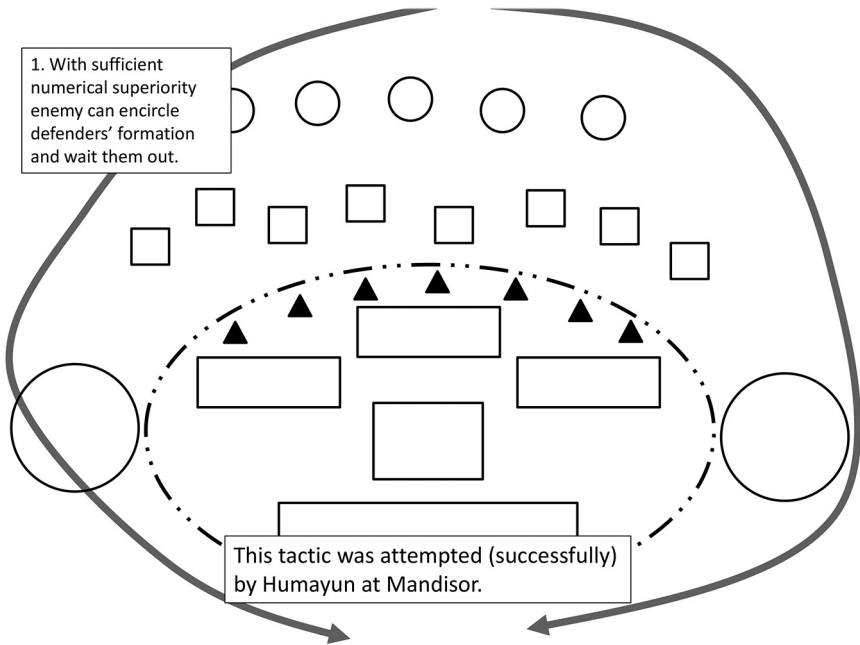 1. With sufficient
numerical superiority
enemy can encircle
defenders’ formation
and wait them out.
This tactic was attempted (successfully)
by Humayun at Mandisor.